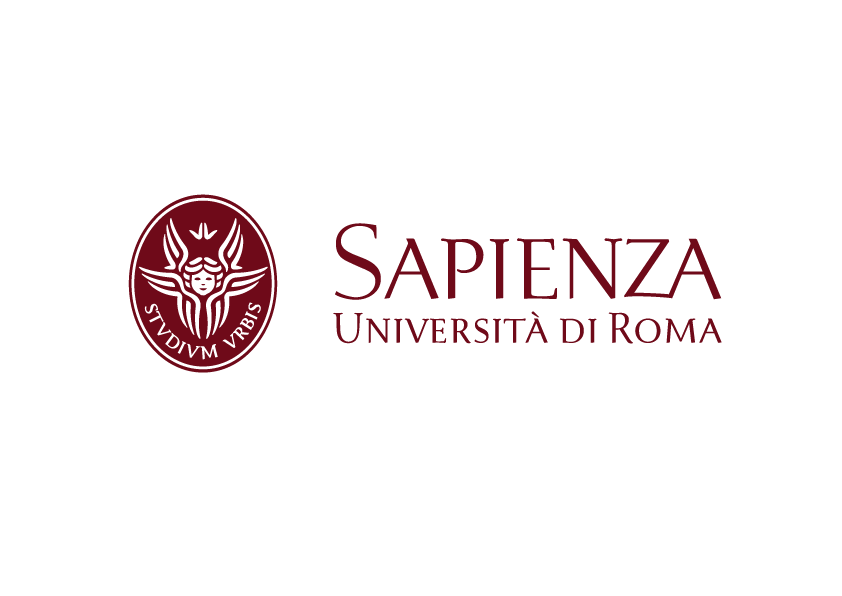 STVDIVM VRBIS
SAPIENZA
UNIVERSITÀ DI ROMA